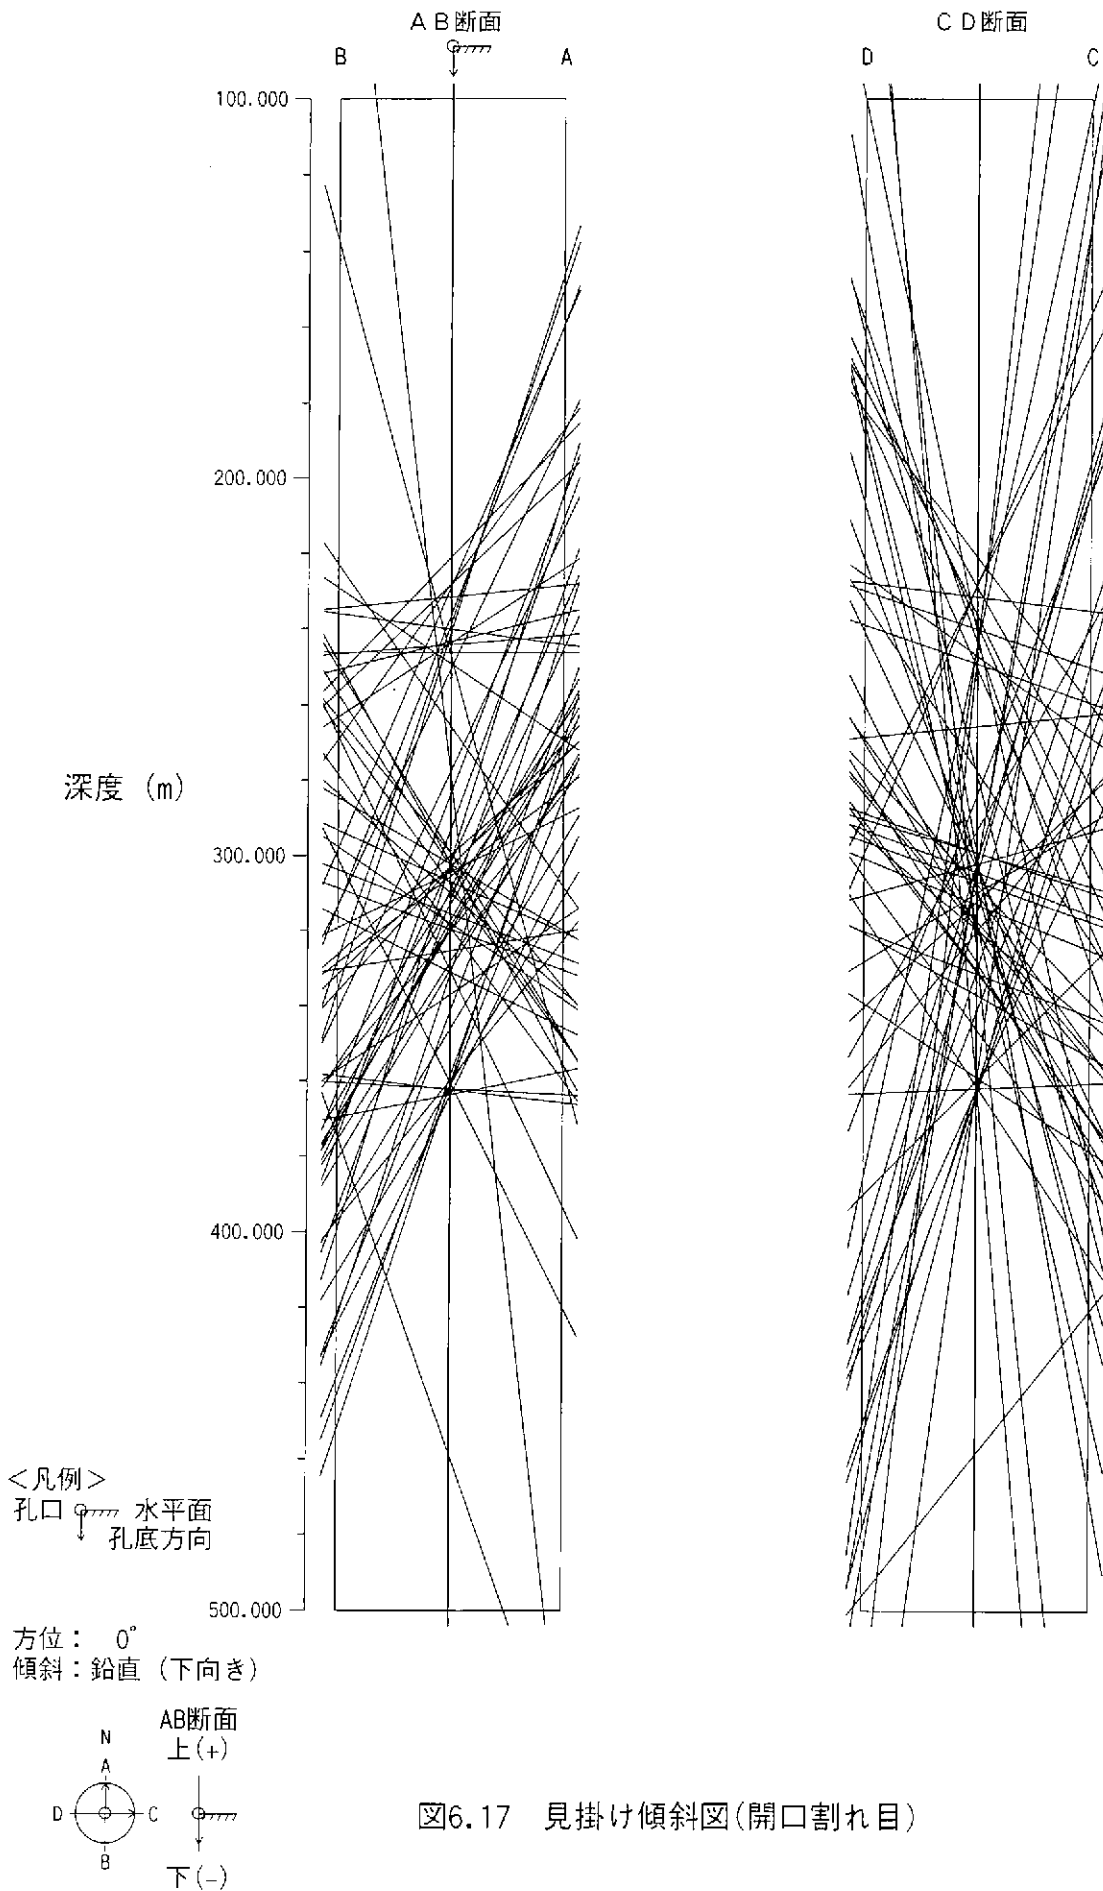 AB断面
CD断面
B
A
D
C
100.000
200.000
深度 (m)
300.000
400.000
<凡例>
孔口
水平面
孔底方向
500.000
方位: 0°
傾斜:鉛直(下向き)
AB断面
N
上(+)
A
D
C
B
下(-)
図6.17 見掛け傾斜図(開口割れ目)